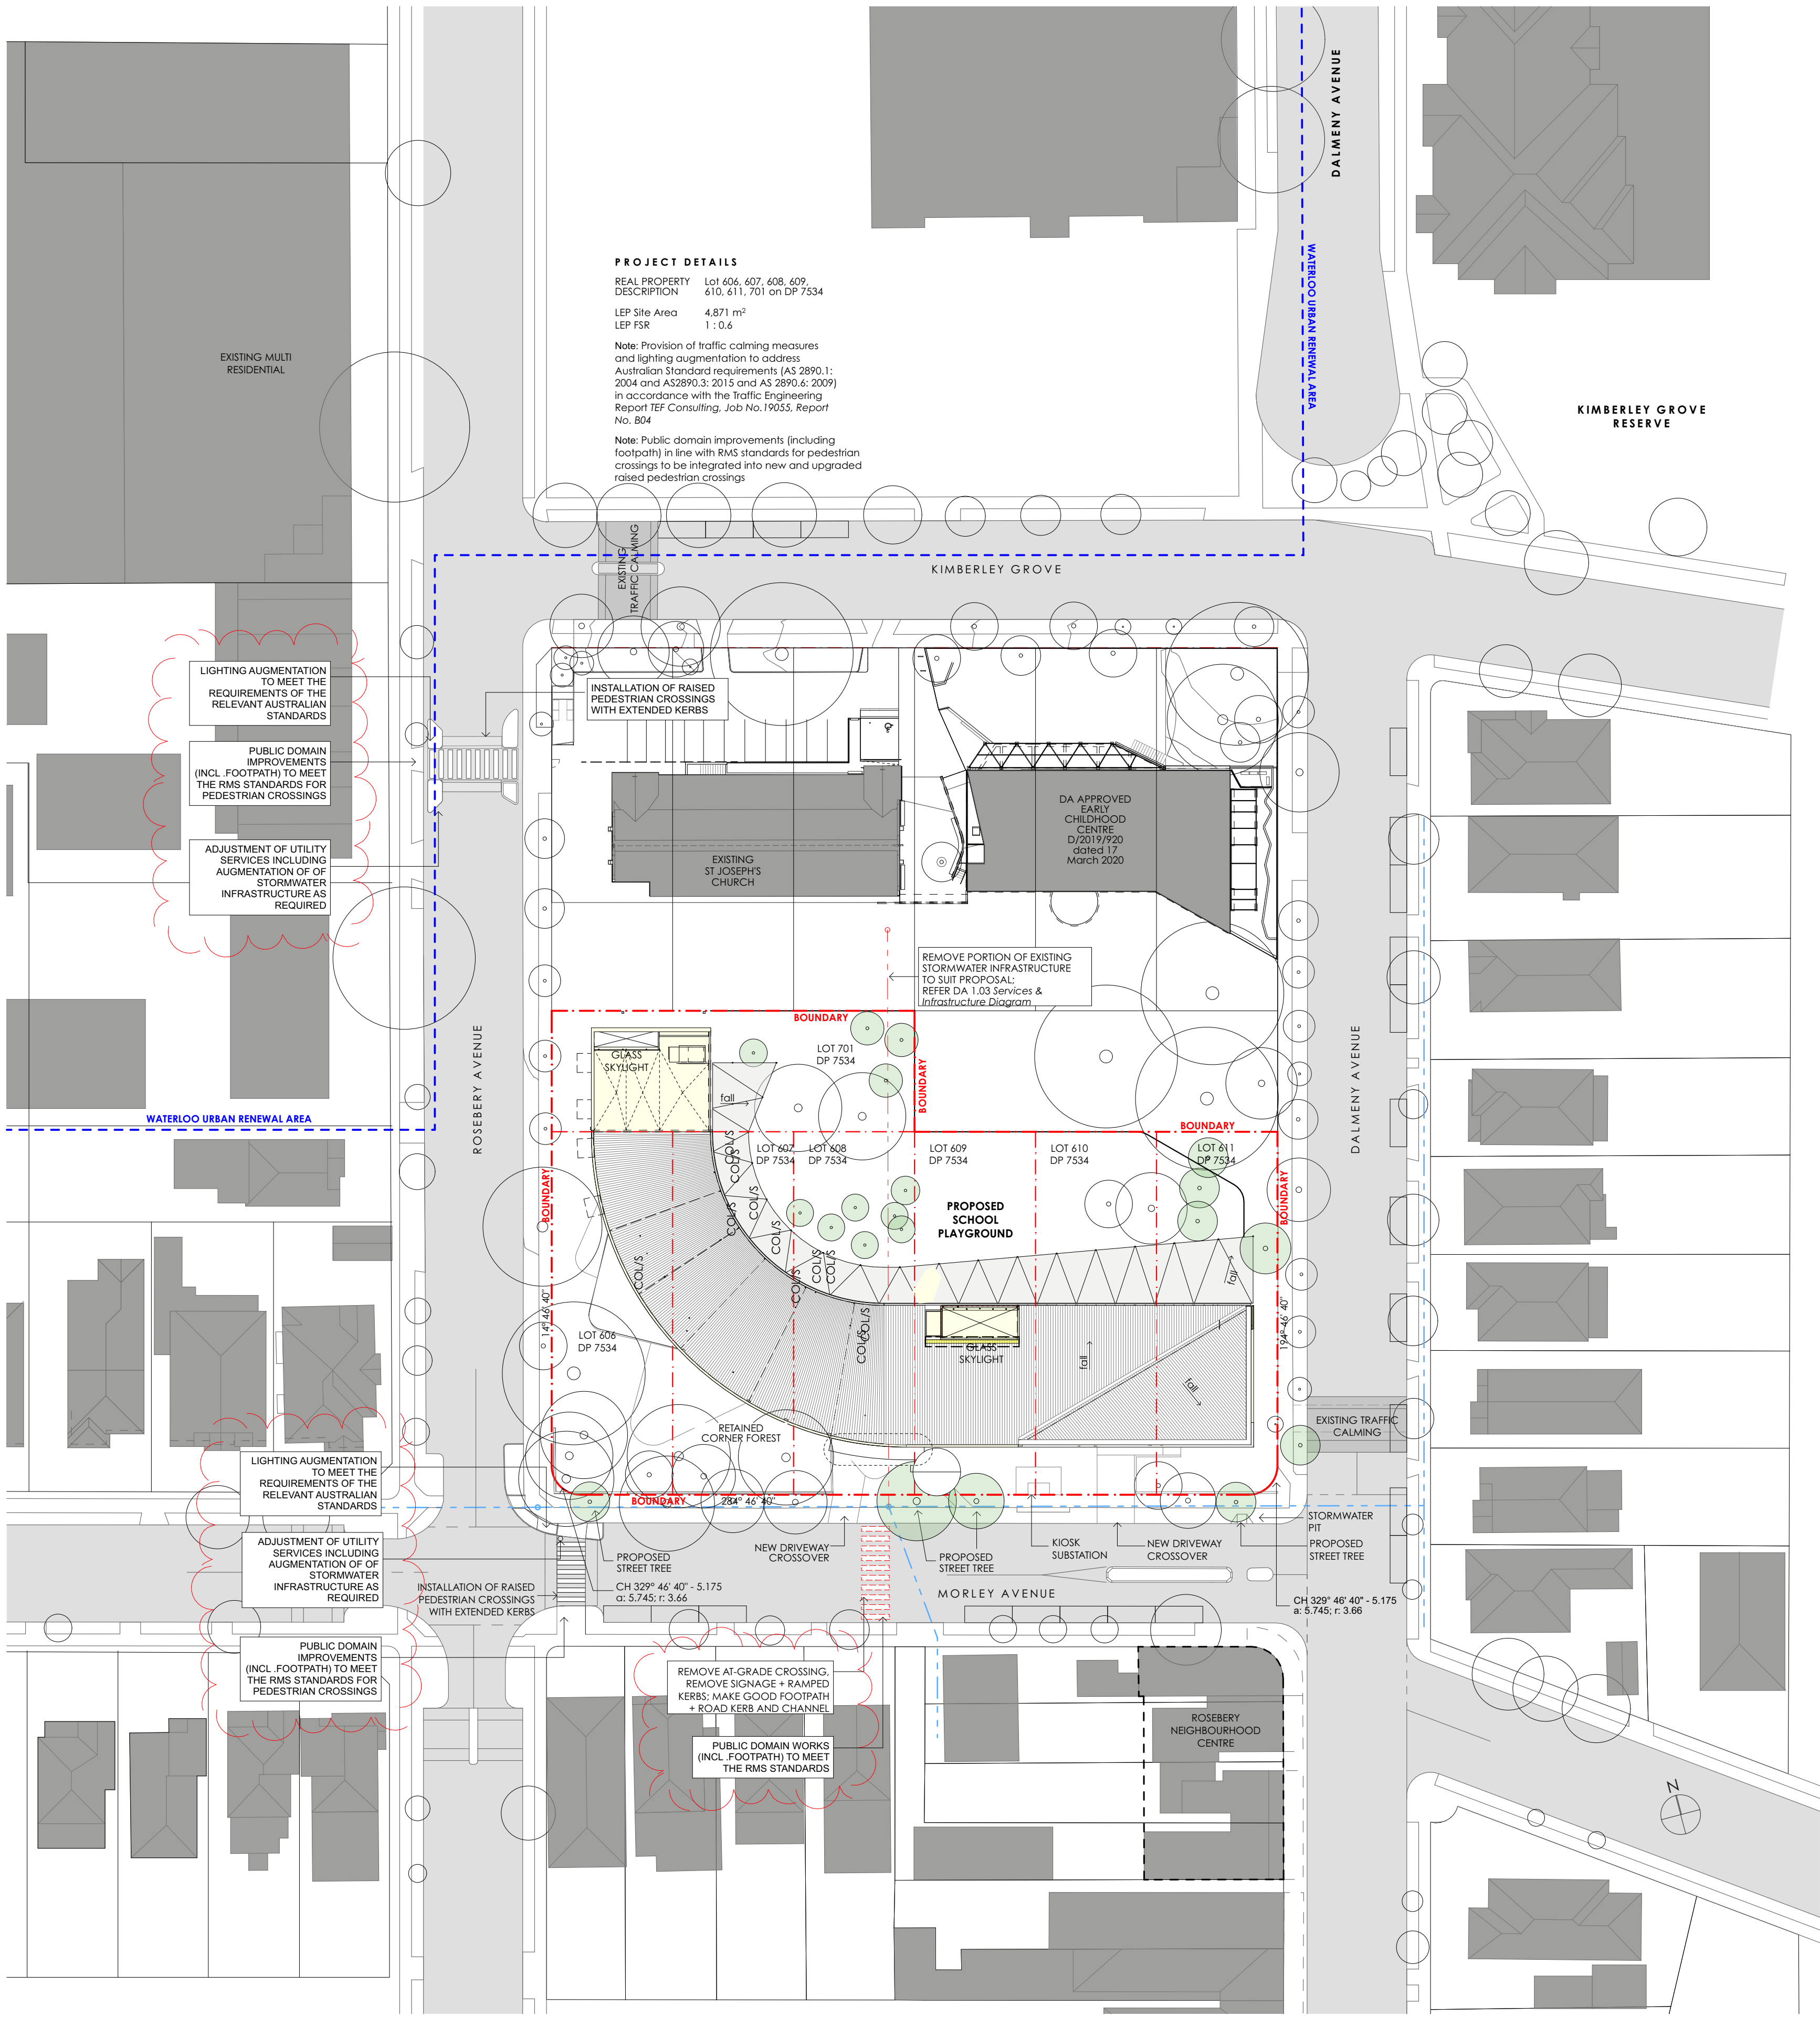 DALMENY AVENUE
WATERLOO URBAN RENEWAL AREA
PROJECT DETAILS
REAL PROPERTY DESCRIPTION
Lot 606, 607, 608, 609,
610, 611, 701 on DP 7534
LEP Site Area 4,871 m²
LEP FSR 1 : 0.6
Note: Provision of traffic calming measures
and lighting augmentation to address
Australian Standard requirements (AS 2890.1:
2004 and AS2890.3: 2015 and AS 2890.6: 2009)
in accordance with the Traffic Engineering
Report TEF Consulting, Job No.19055, Report
No. B04
Note: Public domain improvements (including
footpath) in line with RMS standards for pedestrian
crossings to be integrated into new and upgraded
raised pedestrian crossings
EXISTING MULTI
RESIDENTIAL
KIMBERLEY GROVE
RESERVE
EXISTING
TRAFFIC CALMING
KIMBERLEY GROVE
LIGHTING AUGMENTATION
TO MEET THE
REQUIREMENTS OF THE
RELEVANT AUSTRALIAN
STANDARDS
INSTALLATION OF RAISED
PEDESTRIAN CROSSINGS
WITH EXTENDED KERBS
PUBLIC DOMAIN
IMPROVEMENTS
(INCL .FOOTPATH) TO MEET
THE RMS STANDARDS FOR
PEDESTRIAN CROSSINGS
ADJUSTMENT OF UTILITY
SERVICES INCLUDING
AUGMENTATION OF OF
STORMWATER
INFRASTRUCTURE AS
REQUIRED
EXISTING
ST JOSEPH'S
CHURCH
DA APPROVED
EARLY
CHILDHOOD
CENTRE
D/2019/920
dated 17
March 2020
REMOVE PORTION OF EXISTING
STORMWATER INFRASTRUCTURE
TO SUIT PROPOSAL;
REFER DA 1.03 Services &
Infrastructure Diagram
BOUNDARY
ROSEBERY AVENUE
DALMENY AVENUE
GLASS
SKYLIGHT
LOT 701
DP 7534
BOUNDARY
fall
WATERLOO URBAN RENEWAL AREA
BOUNDARY
LOT 607
DP 7534
LOT 608
DP 7534
LOT 609
DP 7534
LOT 610
DP 7534
LOT 611
DP 7534
COL/S
COL/S
COL/S
COL/S
COL/S
COL/S
COL/S
COL/S
COL/S
COL/S
COL/S
BOUNDARY
BOUNDARY
PROPOSED
SCHOOL
PLAYGROUND
fall
14° 46' 40"
194° 46' 40"
LOT 606
DP 7534
GLASS
SKYLIGHT
fall
fall
RETAINED
CORNER FOREST
EXISTING TRAFFIC
CALMING
LIGHTING AUGMENTATION
TO MEET THE
REQUIREMENTS OF THE
RELEVANT AUSTRALIAN
STANDARDS
BOUNDARY
284° 46' 40"
STORMWATER
PIT
ADJUSTMENT OF UTILITY
SERVICES INCLUDING
AUGMENTATION OF OF
STORMWATER
INFRASTRUCTURE AS
REQUIRED
PROPOSED
STREET TREE
NEW DRIVEWAY
CROSSOVER
PROPOSED
STREET TREE
KIOSK
SUBSTATION
NEW DRIVEWAY
CROSSOVER
PROPOSED
STREET TREE
INSTALLATION OF RAISED
PEDESTRIAN CROSSINGS
WITH EXTENDED KERBS
CH 329° 46' 40" - 5.175
a: 5.745; r: 3.66
MORLEY AVENUE
CH 329° 46' 40" - 5.175
a: 5.745; r: 3.66
PUBLIC DOMAIN
IMPROVEMENTS
(INCL .FOOTPATH) TO MEET
THE RMS STANDARDS FOR
PEDESTRIAN CROSSINGS
REMOVE AT-GRADE CROSSING,
REMOVE SIGNAGE + RAMPED
KERBS; MAKE GOOD FOOTPATH
+ ROAD KERB AND CHANNEL
PUBLIC DOMAIN WORKS
(INCL .FOOTPATH) TO MEET
THE RMS STANDARDS
ROSEBERY
NEIGHBOURHOOD
CENTRE
N